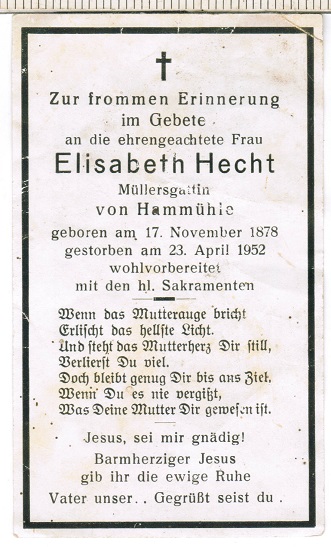 Zur frommen Erinnerung
im Gebete
an die ehrengeachtete Frau
Elisabeth Hecht
Müllersgattin
von Hammühle
geboren am 17. November 1878
gestorben am 23. April 1952
wohlvorbereitet
mit den hl. Sakramenten
Wenn das Mutterauge bricht
Erlischt das hellste Licht.
Und steht das Mutterherz Dir still,
Verlierst Du viel.
Doch bleibt genug Dir bis ans Ziel,
Wenn Du es nie vergißt,
Was Deine Mutter Dir gewesen ist.
Jesus, sei mir gnädig!
Barmherziger Jesus
gib ihr die ewige Ruhe
Vater unser.. Gegrüßt seist du.